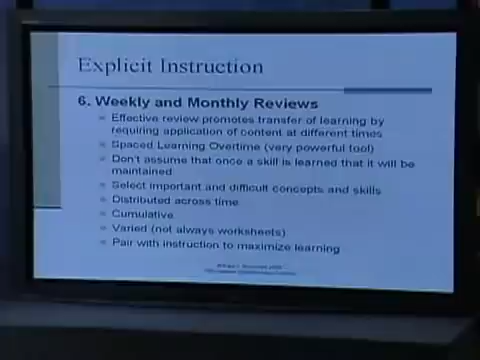 Explicit Instruction
6. Weekly and Monthly Reviews
Effective review promotes transfer of learning by
requiring application of content at different times
Spaced Learning Overtime (very powerful tool)
Don't assume that once a skill is learned that it will be
maintained
Select important and difficult concepts and skills
Distributed across time
Cumulative
Varied (not always worksheets)
Pair with instruction to maximize learning